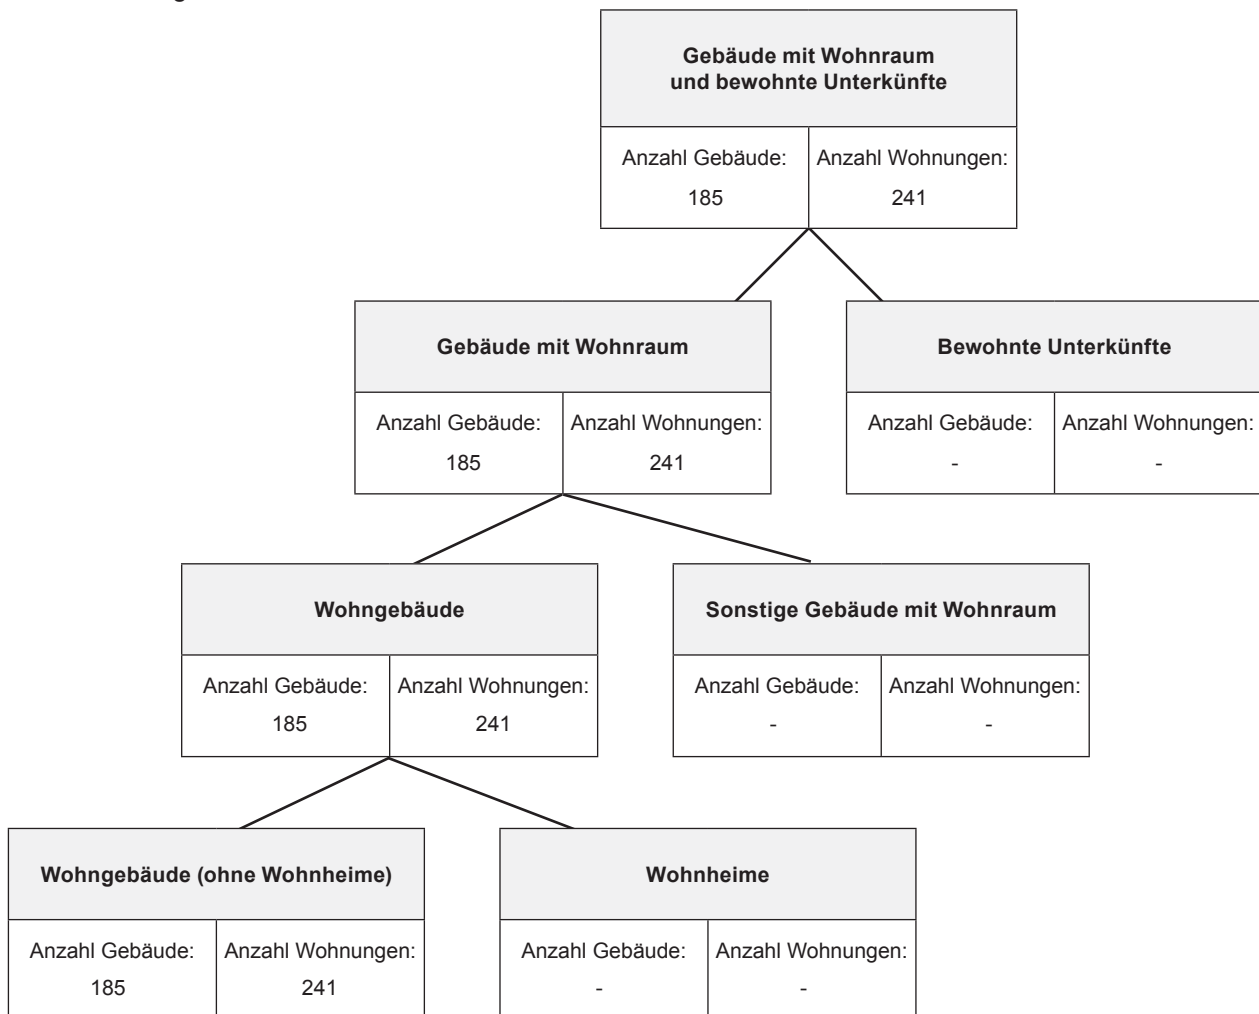 Gebäude mit Wohnraum
und bewohnte Unterkünfte
Anzahl Gebäude: Anzahl Wohnungen:
185 241
Gebäude mit Wohnraum
Anzahl Gebäude: Anzahl Wohnungen:
185 241
Bewohnte Unterkünfte
Anzahl Gebäude: Anzahl Wohnungen:
- -
Wohngebäude
Anzahl Gebäude: Anzahl Wohnungen:
185 241
Sonstige Gebäude mit Wohnraum
Anzahl Gebäude: Anzahl Wohnungen:
- -
Wohngebäude (ohne Wohnheime)
Anzahl Gebäude: Anzahl Wohnungen:
185 241
Wohnheime
Anzahl Gebäude: Anzahl Wohnungen:
- -